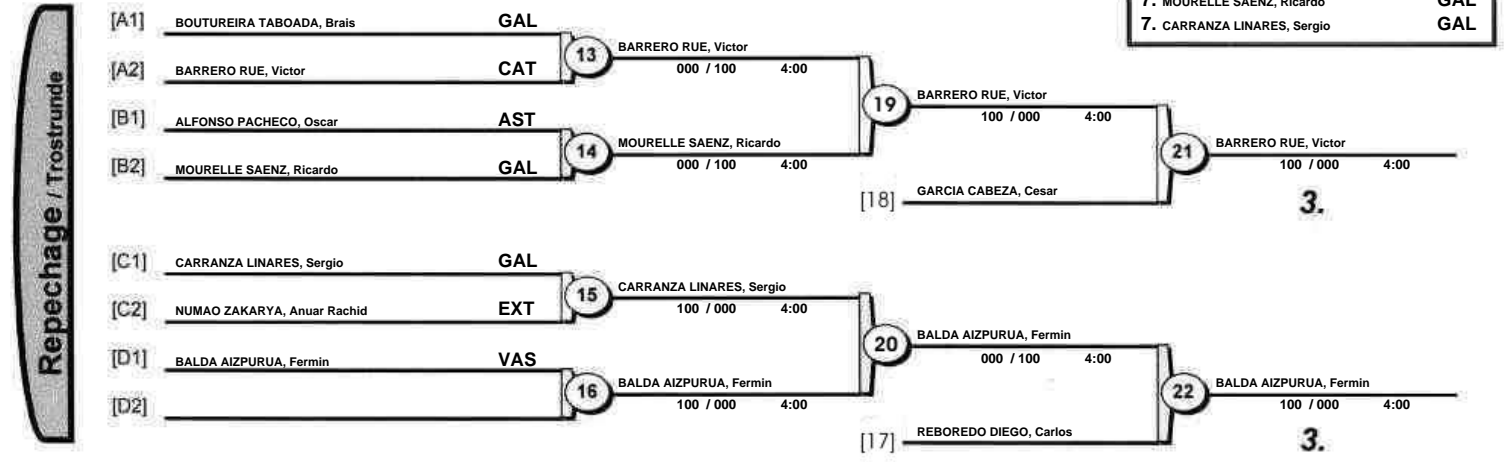 7. MOURELLE SAENZ, Ricardo GAL
7. CARRANZA LINARES, Sergio GAL
Repechage / Trostrunde
[A1] BOUTUREIRA TABOADA, Brais GAL
13 BARRERO RUE, Victor
000 / 100 4:00
[A2] BARRERO RUE, Victor CAT
19 BARRERO RUE, Victor
100 / 000 4:00
[B1] ALFONSO PACHECO, Oscar AST
14 MOURELLE SAENZ, Ricardo
000 / 100 4:00
21 BARRERO RUE, Victor
100 / 000 4:00
[B2] MOURELLE SAENZ, Ricardo GAL
[18] GARCIA CABEZA, Cesar
3.
[C1] CARRANZA LINARES, Sergio GAL
15 CARRANZA LINARES, Sergio
100 / 000 4:00
[C2] NUMAO ZAKARYA, Anuar Rachid EXT
20 BALDA AIZPURUA, Fermin
000 / 100 4:00
[D1] BALDA AIZPURUA, Fermin VAS
16 BALDA AIZPURUA, Fermin
100 / 000 4:00
22 BALDA AIZPURUA, Fermin
100 / 000 4:00
[D2]
[17] REBOREDO DIEGO, Carlos
3.